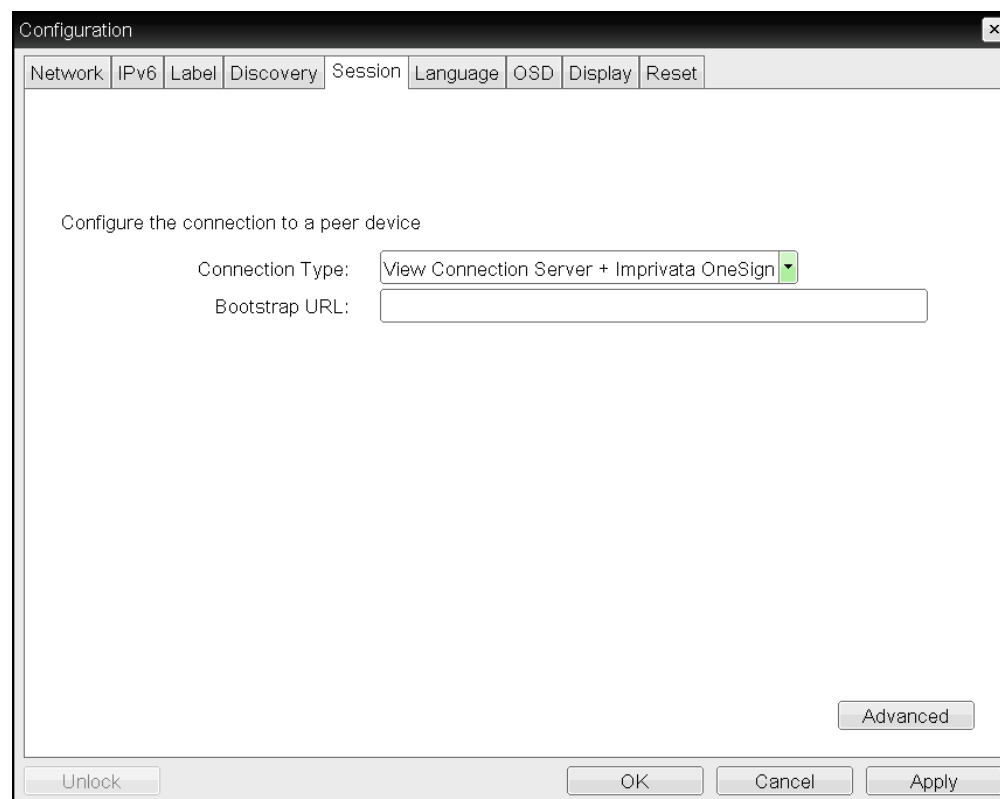 Configuration
Network IPv6 Label Discovery Session Language OSD Display Reset
Configure the connection to a peer device
Connection Type: View Connection Server + Imprivata OneSign
Bootstrap URL:
Advanced
Unlock OK Cancel Apply